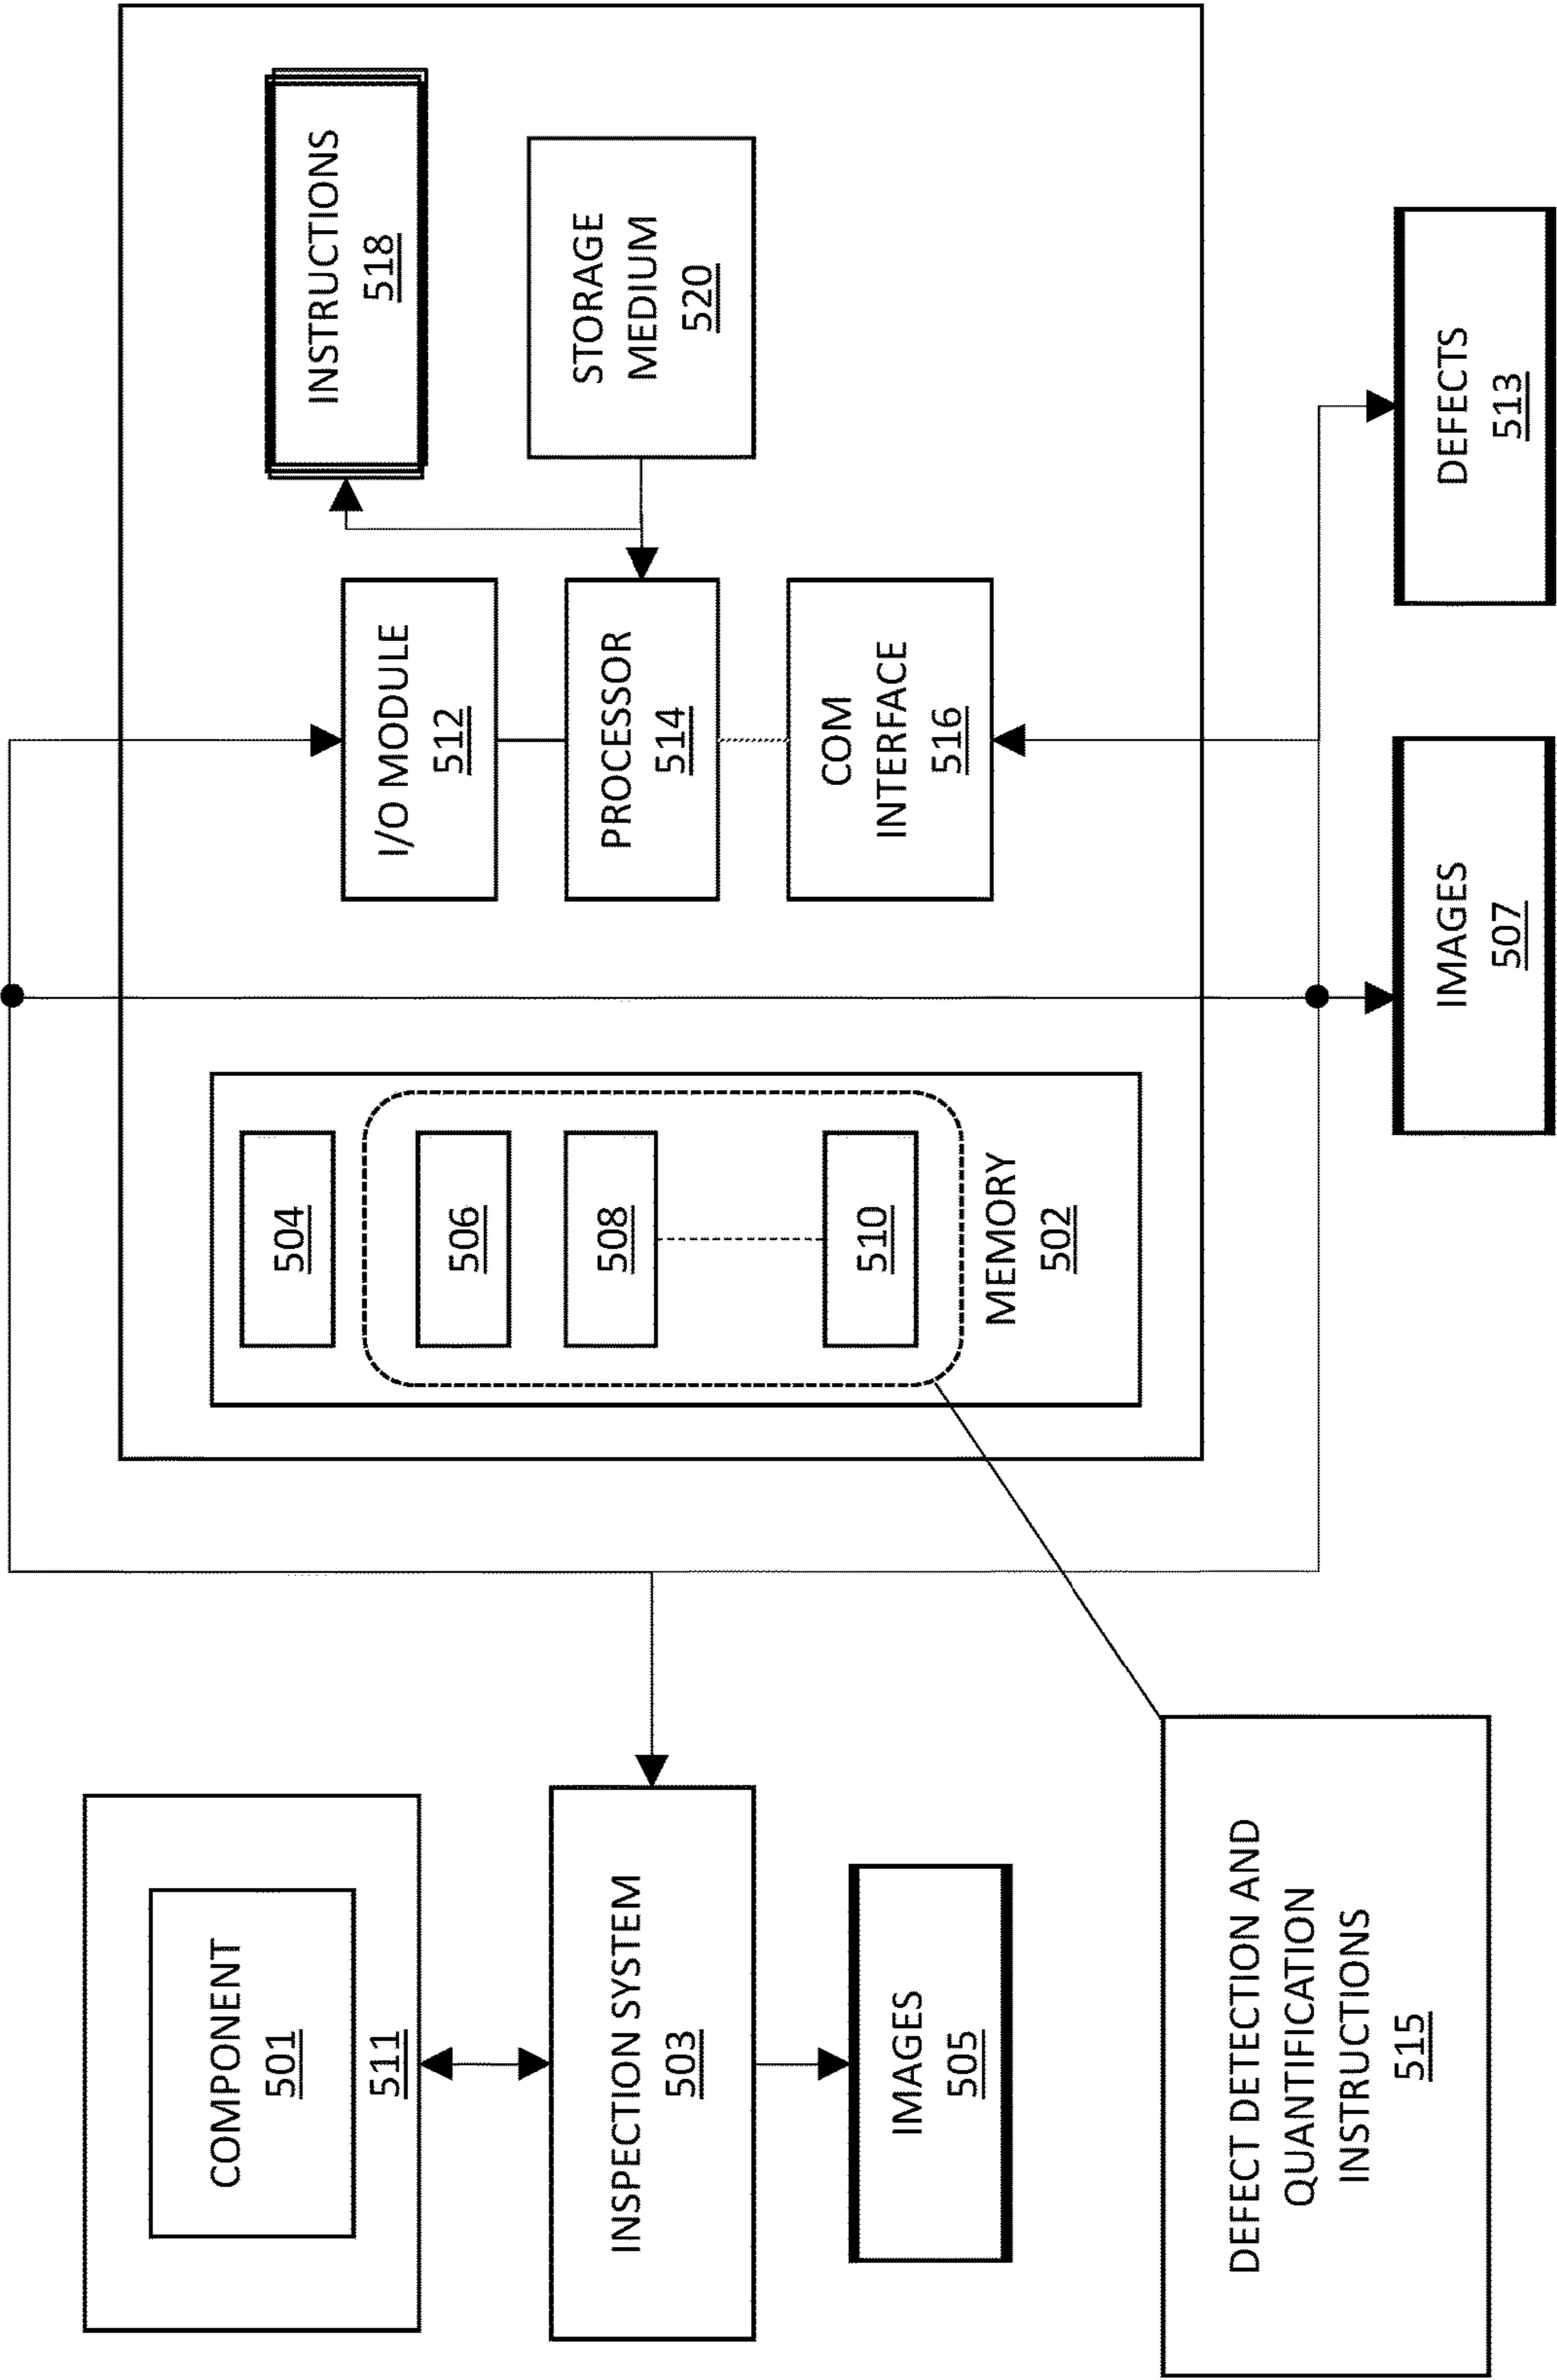 COMPONENT
501
511
INSPECTION SYSTEM
503
IMAGES
505
DEFECT DETECTION AND
QUANTIFICATION
INSTRUCTIONS
515
504
506
508
510
MEMORY
502
I/O MODULE
512
PROCESSOR
514
COM
INTERFACE
516
INSTRUCTIONS
518
STORAGE
MEDIUM
520
IMAGES
507
DEFECTS
513